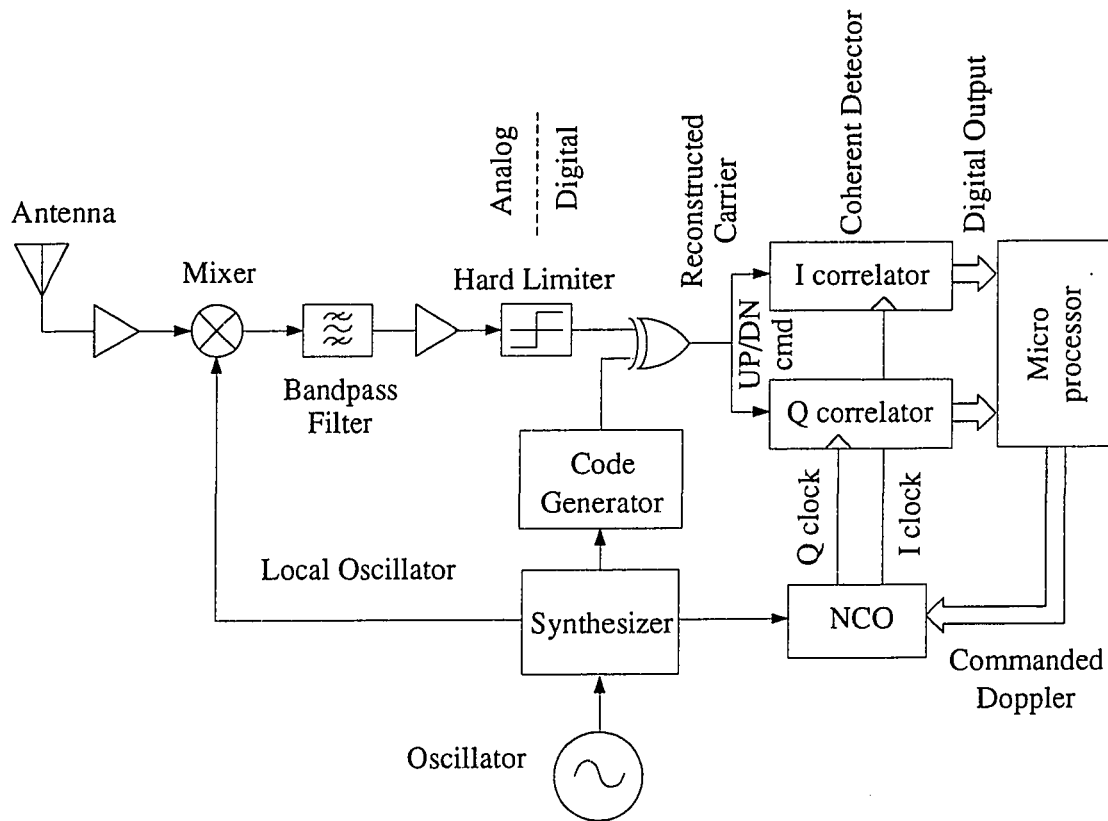 Antenna
Mixer
Bandpass
Filter
Analog
Digital
Hard Limiter
Reconstructed
Carrier
UP/DN
cmd
Coherent Detector
Digital Output
I correlator
Q correlator
Micro
processor
Code
Generator
Q clock
I clock
Local Oscillator
Synthesizer
NCO
Commanded
Doppler
Oscillator